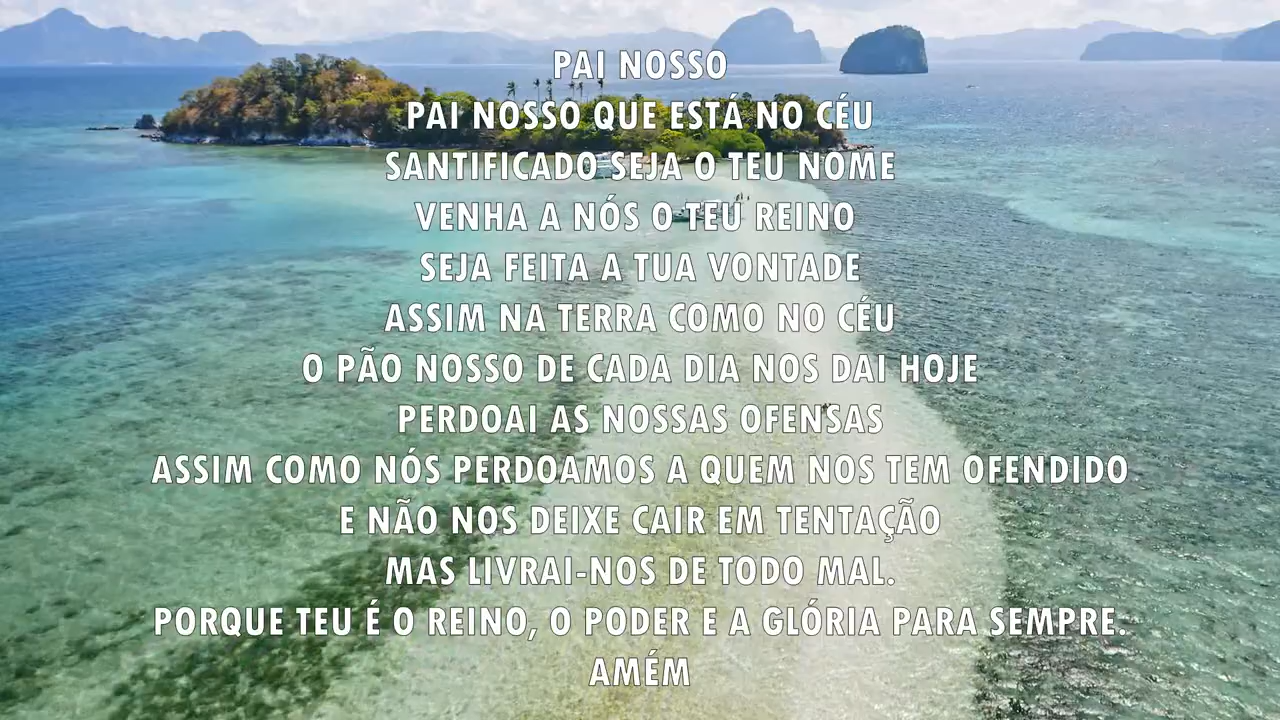 PAI NOSSO
PAI NOSSO QUE ESTÁ NO CÉU
SANTIFICADO SEJA O TEU NOME
VENHA A NÓS O TEU REINO
SEJA FEITA A TUA VONTADE
ASSIM NA TERRA COMO NO CÉU
O PÃO NOSSO DE CADA DIA NOS DAI HOJE
PERDOAI AS NOSSAS OFENSAS
ASSIM COMO NÓS PERDOAMOS A QUEM NOS TEM OFENDIDO
E NÃO NOS DEIXE CAIR EM TENTAÇÃO
MAS LIVRAI-NOS DE TODO MAL.
PORQUE TEU É O REINO, O PODER E A GLÓRIA PARA SEMPRE.
AMÉM